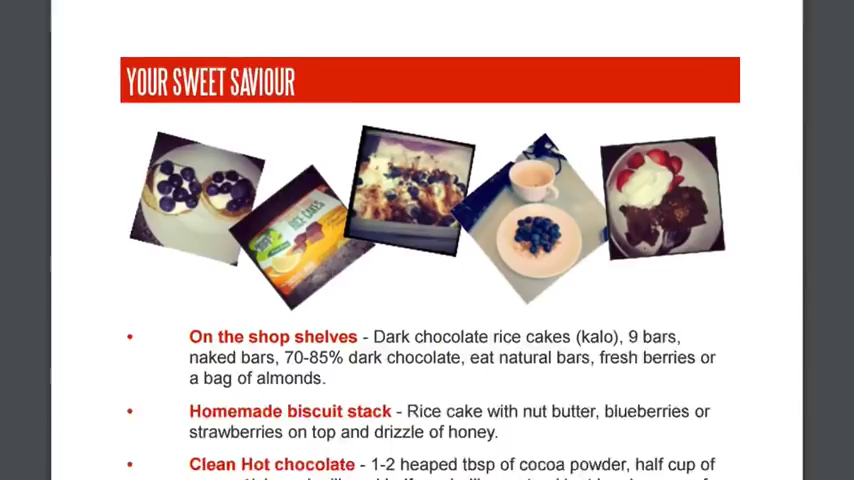 YOUR SWEET SAVIOUR
RICE CAKES
• On the shop shelves - Dark chocolate rice cakes (kalo), 9 bars,
naked bars, 70-85% dark chocolate, eat natural bars, fresh berries or
a bag of almonds.
• Homemade biscuit stack - Rice cake with nut butter, blueberries or
strawberries on top and drizzle of honey.
• Clean Hot chocolate - 1-2 heaped tbsp of cocoa powder, half cup of